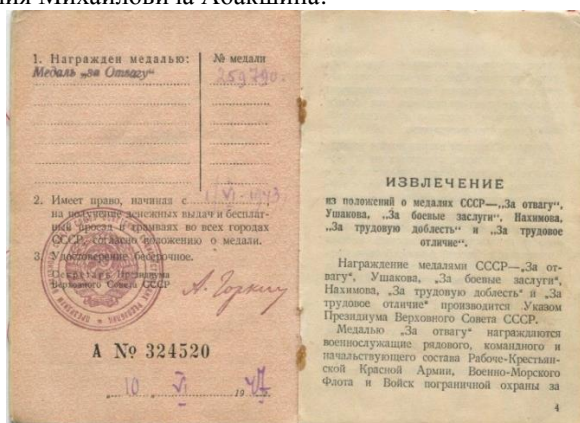 ния Михайловича Абакшина.
1. Награжден медалью:
Медаль „за Отвагу“
№ медали
259790.
2. Имеет право, начиная с 1/VI-1943,
на получение денежных выдач и бесплат-
ный проезд в трамваях во всех городах
СССР, согласно положению о медали.
3. Удостоверение бессрочное.
Секретарь Президиума
Верховного Совета СССР
А. Горкин
А № 324520
10 VI 1947
ИЗВЛЕЧЕНИЕ
из положений о медалях СССР—„За отвагу“,
Ушакова, „За боевые заслуги“, Нахимова,
„За трудовую доблесть“ и „За трудовое
отличие“.
Награждение медалями СССР—„За от-
вагу“, Ушакова, „За боевые заслуги“,
Нахимова, „За трудовую доблесть“ и „За
трудовое отличие“ производится Указом
Президиума Верховного Совета СССР.
Медалью „За отвагу“ награждаются
военнослужащие рядового, командного и
начальствующего состава Рабоче-Крестьян-
ской Красной Армии, Военно-Морского
Флота и Войск пограничной охраны за
4